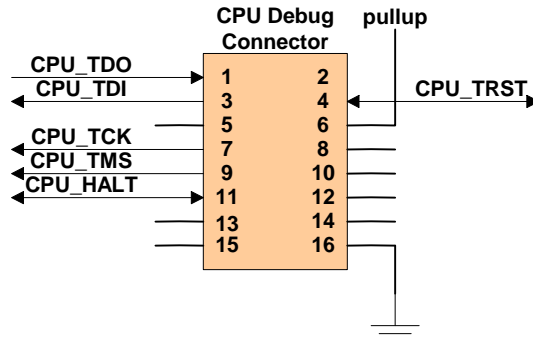 CPU Debug
Connector
pullup
CPU_TDO
CPU_TDI
CPU_TCK
CPU_TMS
CPU_HALT
CPU_TRST
1 2
3 4
5 6
7 8
9 10
11 12
13 14
15 16